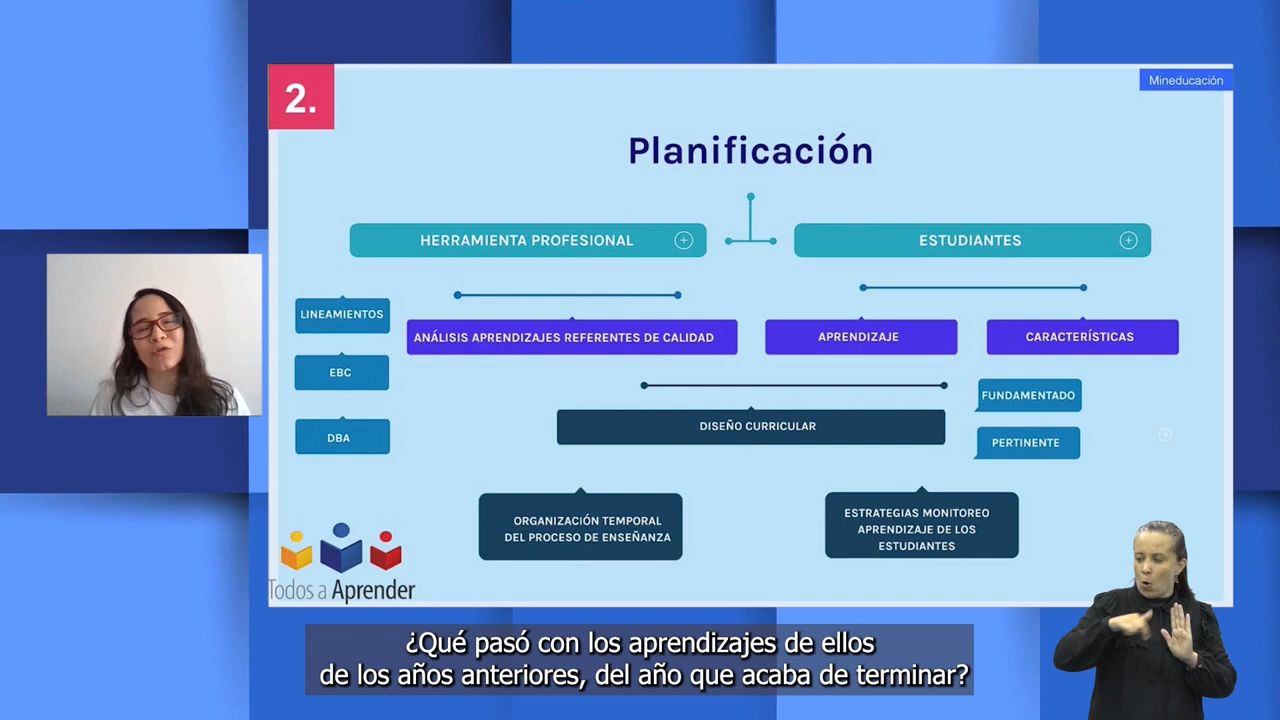 2.
Mineducación
Planificación
HERRAMIENTA PROFESIONAL
ESTUDIANTES
LINEAMIENTOS
ANÁLISIS APRENDIZAJES REFERENTES DE CALIDAD
APRENDIZAJE
CARACTERÍSTICAS
EBC
FUNDAMENTADO
DISEÑO CURRICULAR
DBA
PERTINENTE
ORGANIZACIÓN TEMPORAL
DEL PROCESO DE ENSEÑANZA
ESTRATEGIAS MONITOREO
APRENDIZAJE DE LOS
ESTUDIANTES
Todos a Aprender
¿Qué pasó con los aprendizajes de ellos
de los años anteriores, del año que acaba de terminar?